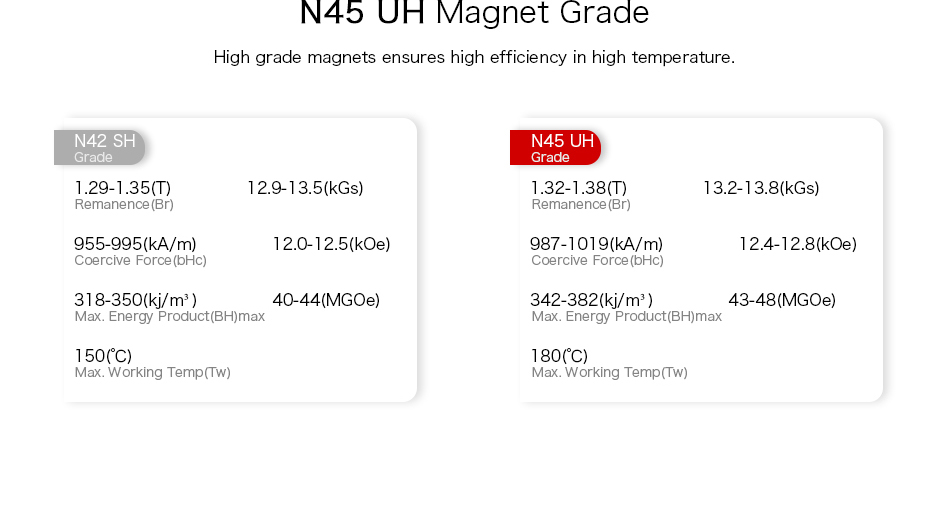 N45 UH Magnet Grade
High grade magnets ensures high efficiency in high temperature.
N42 SH
Grade
1.29-1.35(T) 12.9-13.5(kGs)
Remanence(Br)
955-995(kA/m) 12.0-12.5(kOe)
Coercive Force(bHc)
318-350(kj/m³) 40-44(MGOe)
Max. Energy Product(BH)max
150(℃)
Max. Working Temp(Tw)
N45 UH
Grade
1.32-1.38(T) 13.2-13.8(kGs)
Remanence(Br)
987-1019(kA/m) 12.4-12.8(kOe)
Coercive Force(bHc)
342-382(kj/m³) 43-48(MGOe)
Max. Energy Product(BH)max
180(℃)
Max. Working Temp(Tw)